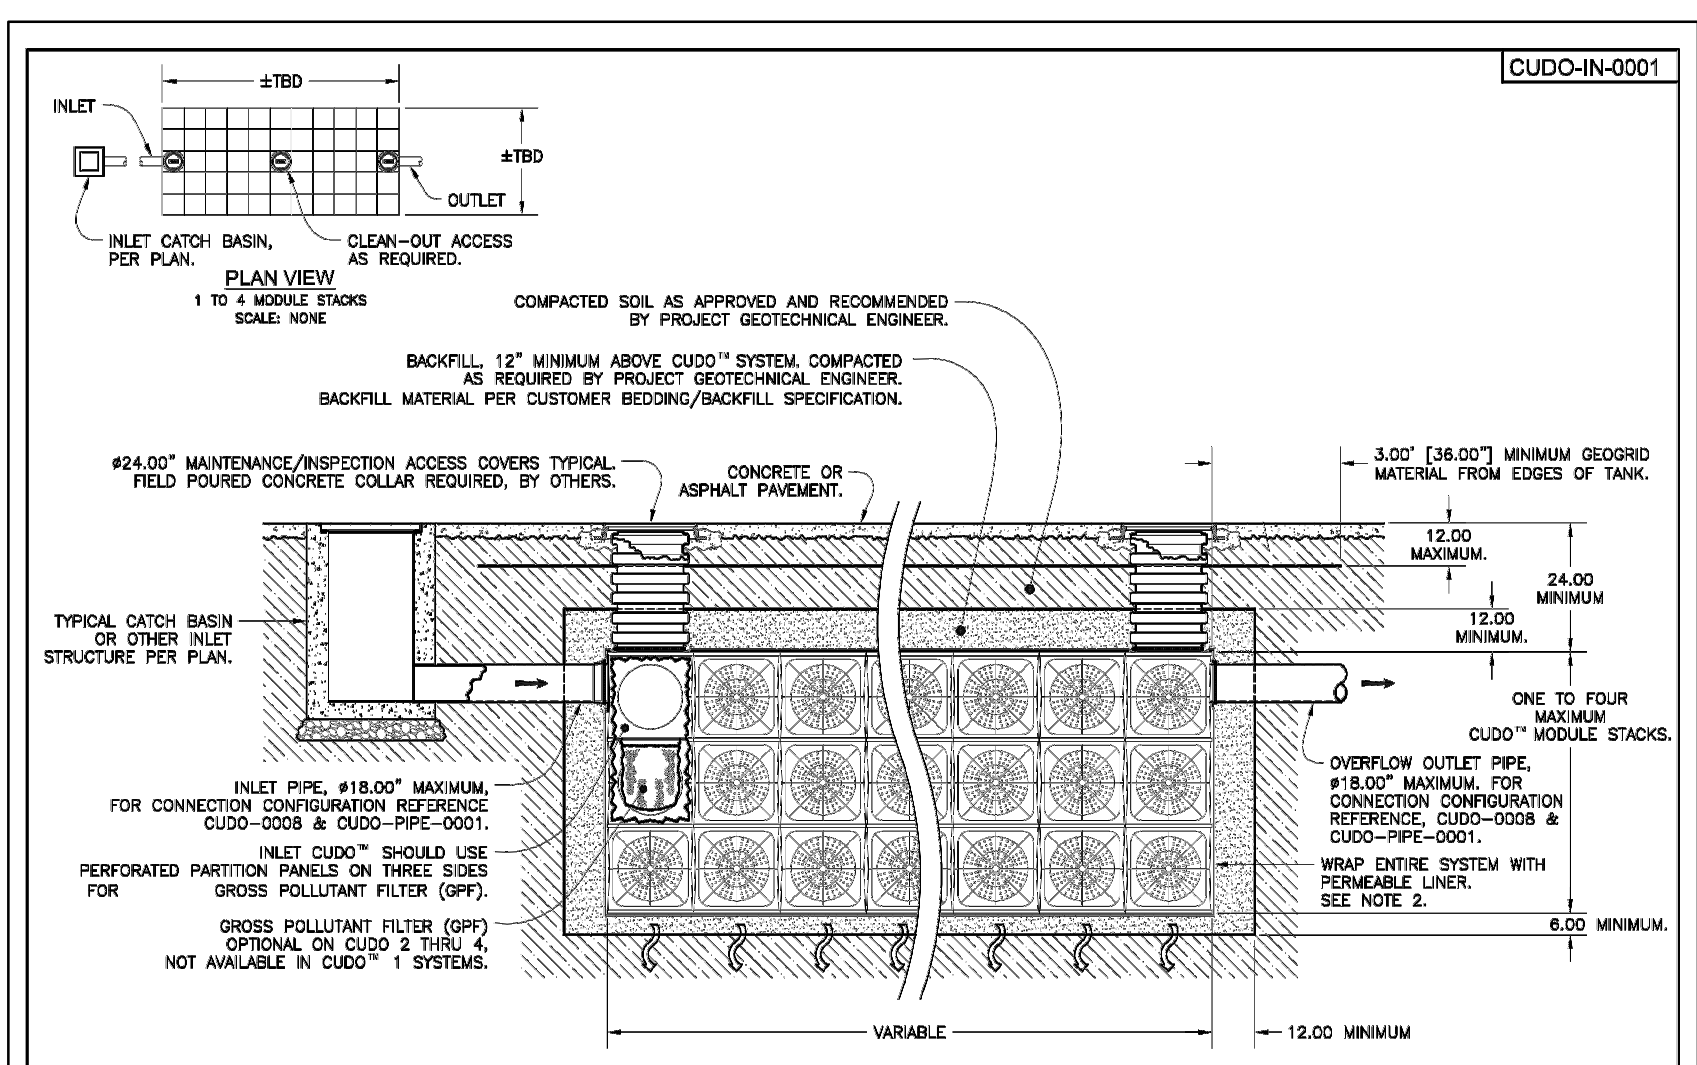 CUDO-IN-0001
±TBD
INLET
±TBD
OUTLET
INLET CATCH BASIN,
PER PLAN.
CLEAN-OUT ACCESS
AS REQUIRED.
PLAN VIEW
1 TO 4 MODULE STACKS
SCALE: NONE
COMPACTED SOIL AS APPROVED AND RECOMMENDED
BY PROJECT GEOTECHNICAL ENGINEER.
BACKFILL, 12" MINIMUM ABOVE CUDO™ SYSTEM. COMPACTED
AS REQUIRED BY PROJECT GEOTECHNICAL ENGINEER.
BACKFILL MATERIAL PER CUSTOMER BEDDING/BACKFILL SPECIFICATION.
ø24.00" MAINTENANCE/INSPECTION ACCESS COVERS TYPICAL.
FIELD POURED CONCRETE COLLAR REQUIRED, BY OTHERS.
CONCRETE OR
ASPHALT PAVEMENT.
3.00' [36.00"] MINIMUM GEOGRID
MATERIAL FROM EDGES OF TANK.
12.00
MAXIMUM.
24.00
MINIMUM
12.00
MINIMUM.
TYPICAL CATCH BASIN
OR OTHER INLET
STRUCTURE PER PLAN.
ONE TO FOUR
MAXIMUM
CUDO™ MODULE STACKS.
INLET PIPE, ø18.00" MAXIMUM,
FOR CONNECTION CONFIGURATION REFERENCE
CUDO-0008 & CUDO-PIPE-0001.
INLET CUDO™ SHOULD USE
PERFORATED PARTITION PANELS ON THREE SIDES
FOR GROSS POLLUTANT FILTER (GPF).
GROSS POLLUTANT FILTER (GPF)
OPTIONAL ON CUDO 2 THRU 4,
NOT AVAILABLE IN CUDO™ 1 SYSTEMS.
OVERFLOW OUTLET PIPE,
ø18.00" MAXIMUM. FOR
CONNECTION CONFIGURATION
REFERENCE, CUDO-0008 &
CUDO-PIPE-0001.
WRAP ENTIRE SYSTEM WITH
PERMEABLE LINER.
SEE NOTE 2.
6.00 MINIMUM.
VARIABLE
12.00 MINIMUM